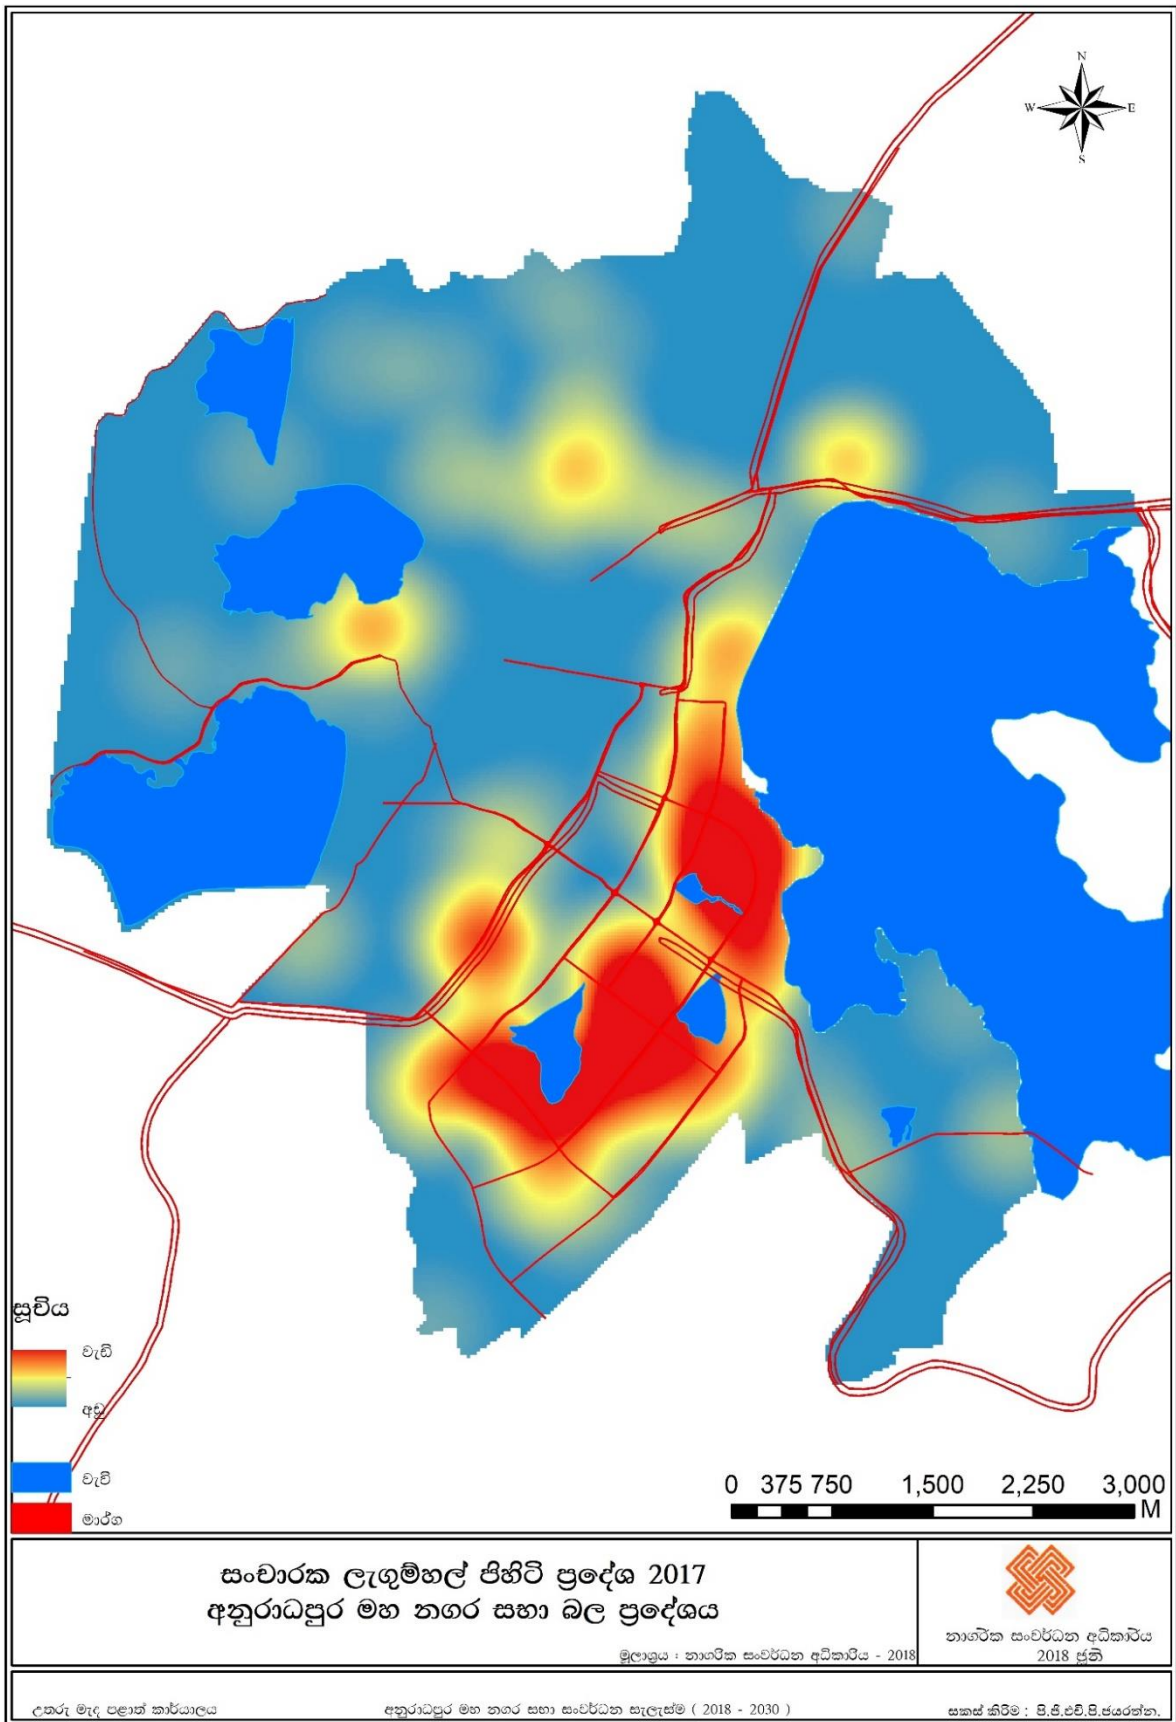 N
W E
S
සූචිය
වැඩි
අඩු
වැව්
මාර්ග
0 375 750 1,500 2,250 3,000
M
සංචාරක ලැගුම්හල් පිහිටි ප්‍රදේශ 2017
අනුරාධපුර මහ නගර සභා බල ප්‍රදේශය
මූලාශ්‍රය : නාගරික සංවර්ධන අධිකාරිය - 2018
නාගරික සංවර්ධන අධිකාරිය
2018 ජූනි
උතුරු මැද පළාත් කාර්යාලය අනුරාධපුර මහ නගර සභා සංවර්ධන සැලැස්ම ( 2018 - 2030 ) සකස් කිරීම : පි.ජී.එච්.පි.ජයරත්න.